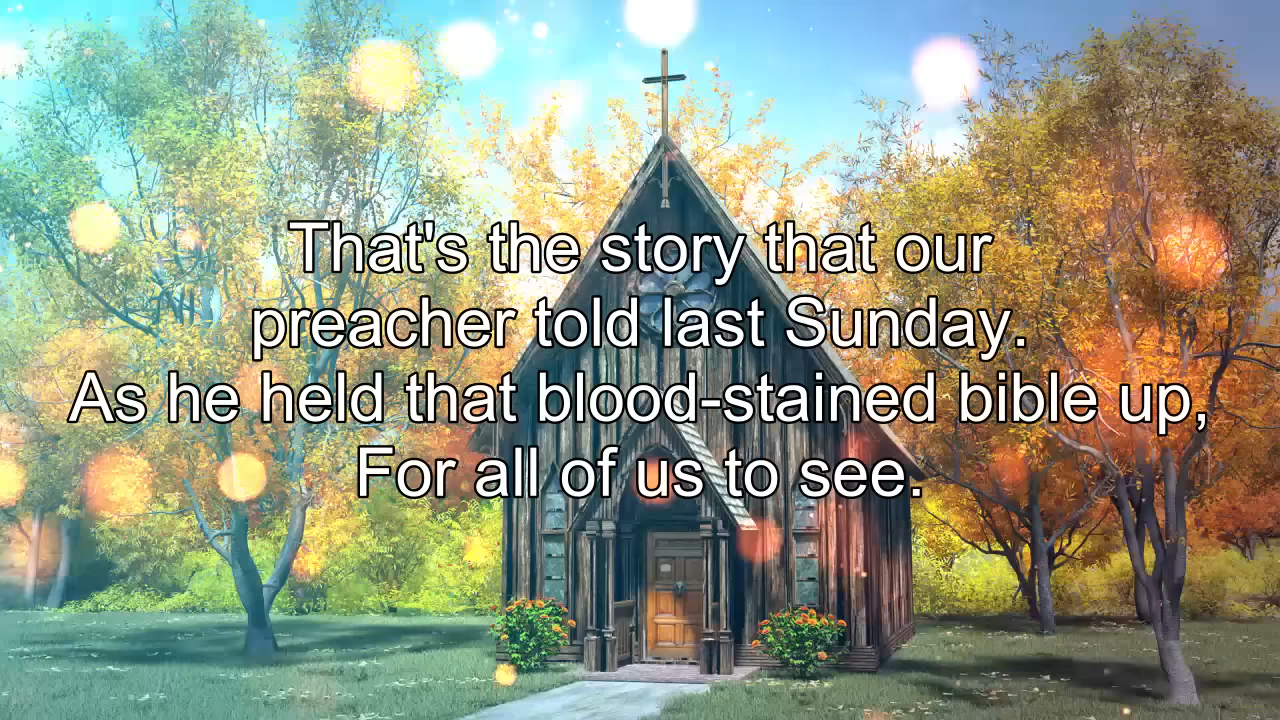 That's the story that our
preacher told last Sunday.
As he held that blood-stained bible up,
For all of us to see.